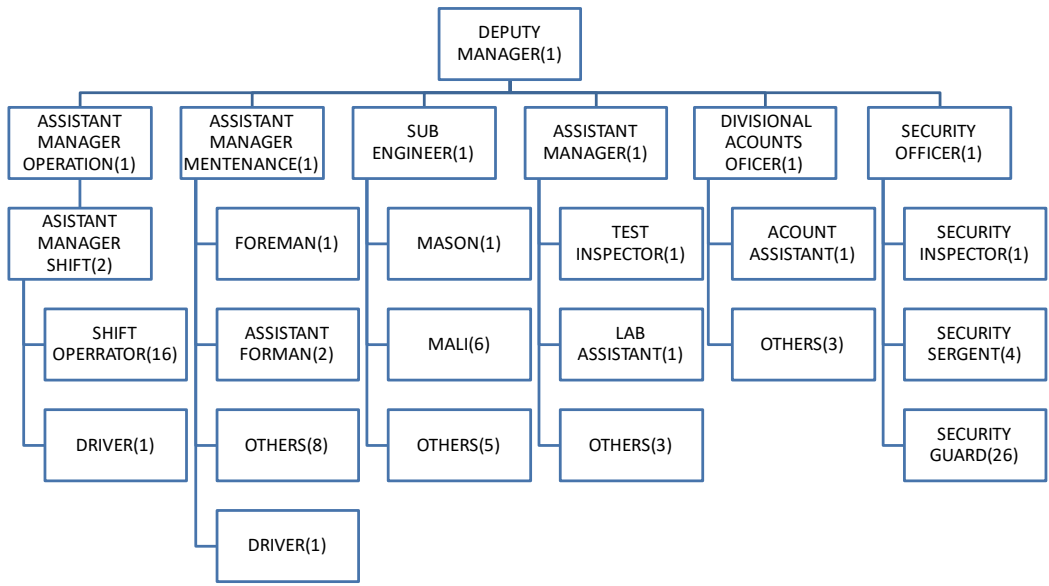 DEPUTY
MANAGER(1)
ASSISTANT
MANAGER
OPERATION(1)
ASSISTANT
MANAGER
MENTENANCE(1)
SUB
ENGINEER(1)
ASSISTANT
MANAGER(1)
DIVISIONAL
ACOUNTS
OFICER(1)
SECURITY
OFFICER(1)
ASISTANT
MANAGER
SHIFT(2)
FOREMAN(1)
MASON(1)
TEST
INSPECTOR(1)
ACOUNT
ASSISTANT(1)
SECURITY
INSPECTOR(1)
SHIFT
OPERRATOR(16)
ASSISTANT
FORMAN(2)
MALI(6)
LAB
ASSISTANT(1)
OTHERS(3)
SECURITY
SERGENT(4)
DRIVER(1)
OTHERS(8)
OTHERS(5)
OTHERS(3)
SECURITY
GUARD(26)
DRIVER(1)